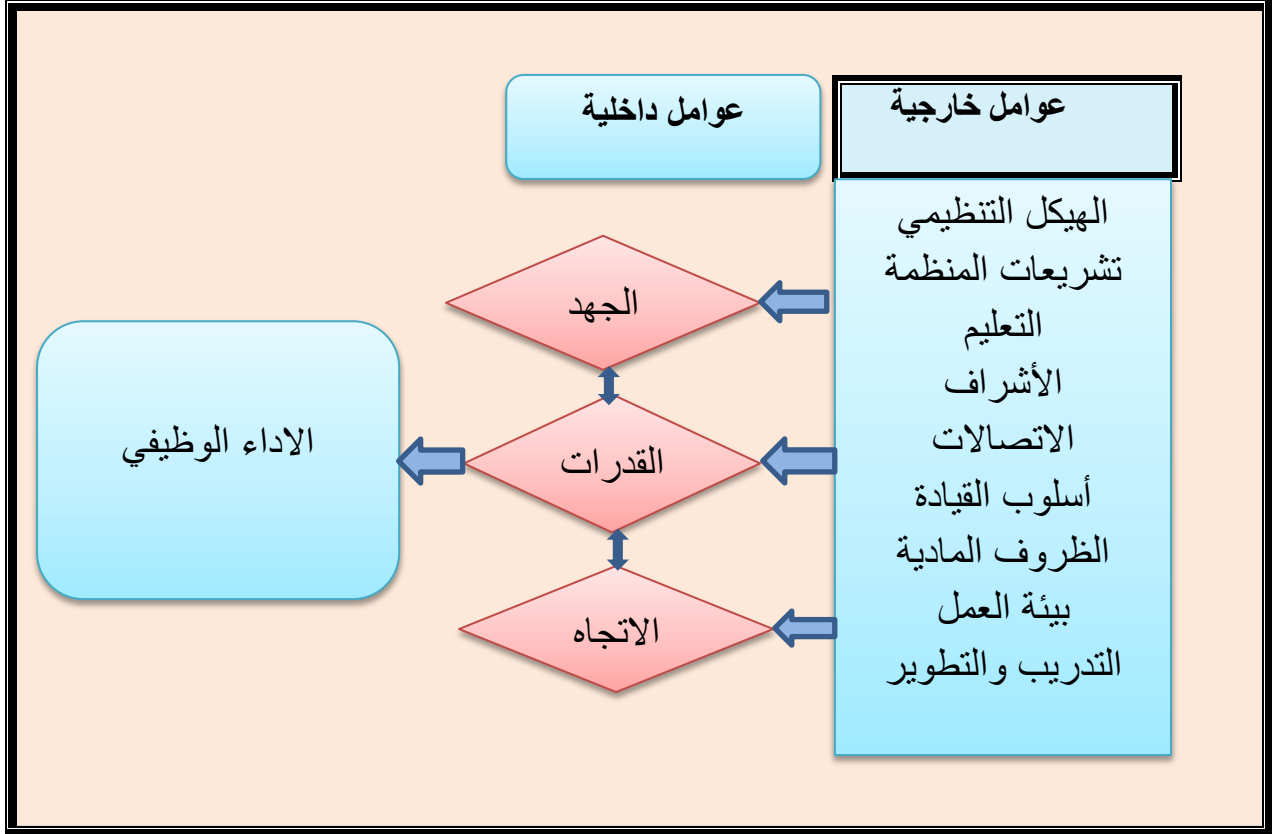 عوامل خارجية
عوامل داخلية
الهيكل التنظيمي
تشريعات المنظمة
التعليم
الأشراف
الاتصالات
أسلوب القيادة
الظروف المادية
بيئة العمل
التدريب والتطوير
الجهد
القدرات
الاتجاه
الاداء الوظيفي